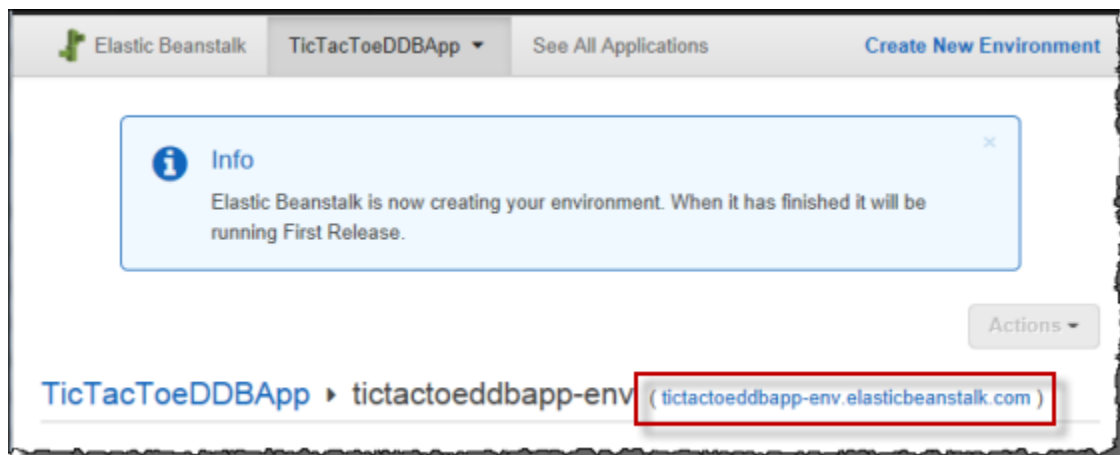 Elastic Beanstalk TicTacToeDDBApp See All Applications Create New Environment
Info ×
Elastic Beanstalk is now creating your environment. When it has finished it will be
running First Release.
Actions
TicTacToeDDBApp tictactoeddbapp-env ( tictactoeddbapp-env.elasticbeanstalk.com )